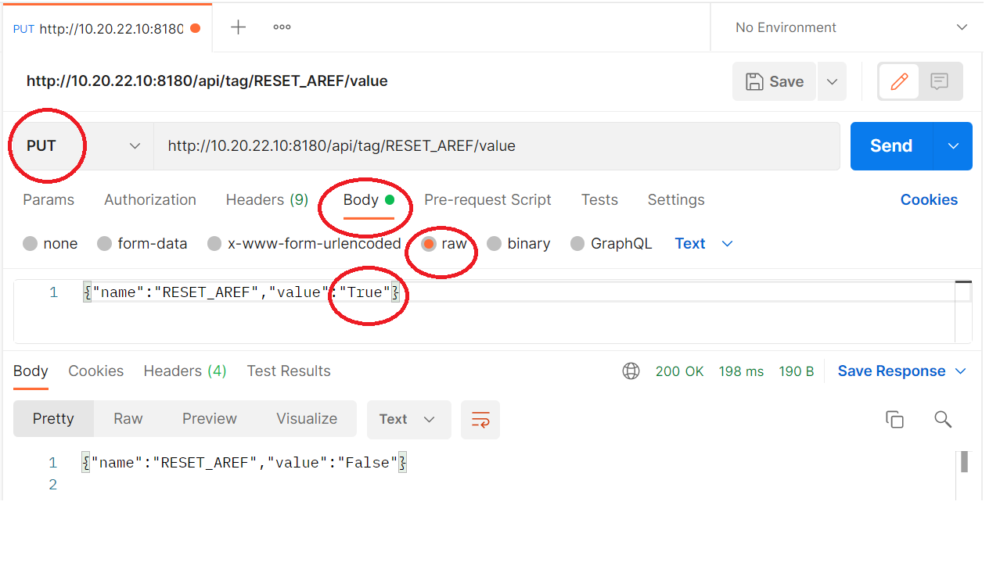 PUT http://10.20.22.10:8180
No Environment
http://10.20.22.10:8180/api/tag/RESET_AREF/value
Save
PUT http://10.20.22.10:8180/api/tag/RESET_AREF/value Send
Params Authorization Headers (9) Body Pre-request Script Tests Settings Cookies
none form-data x-www-form-urlencoded raw binary GraphQL Text
1 {"name":"RESET_AREF","value":"True"}
Body Cookies Headers (4) Test Results 200 OK 198 ms 190 B Save Response
Pretty Raw Preview Visualize Text
1 {"name":"RESET_AREF","value":"False"}
2